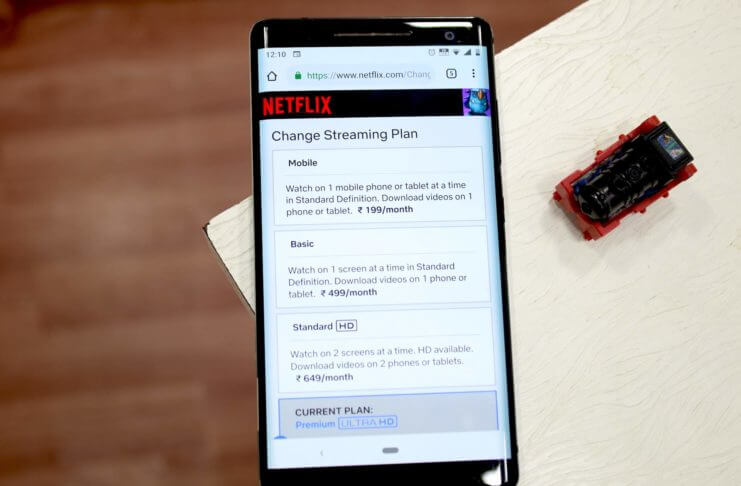 12:10
https://www.netflix.com/Chang
5
NETFLIX
Change Streaming Plan
Mobile
Watch on 1 mobile phone or tablet at a time
in Standard Definition. Download videos on 1
phone or tablet. ₹ 199/month
Basic
Watch on 1 screen at a time in Standard
Definition. Download videos on 1 phone or
tablet. ₹ 499/month
Standard HD
Watch on 2 screens at a time. HD available.
Download videos on 2 phones or tablets.
₹ 649/month
CURRENT PLAN:
Premium ULTRA HD